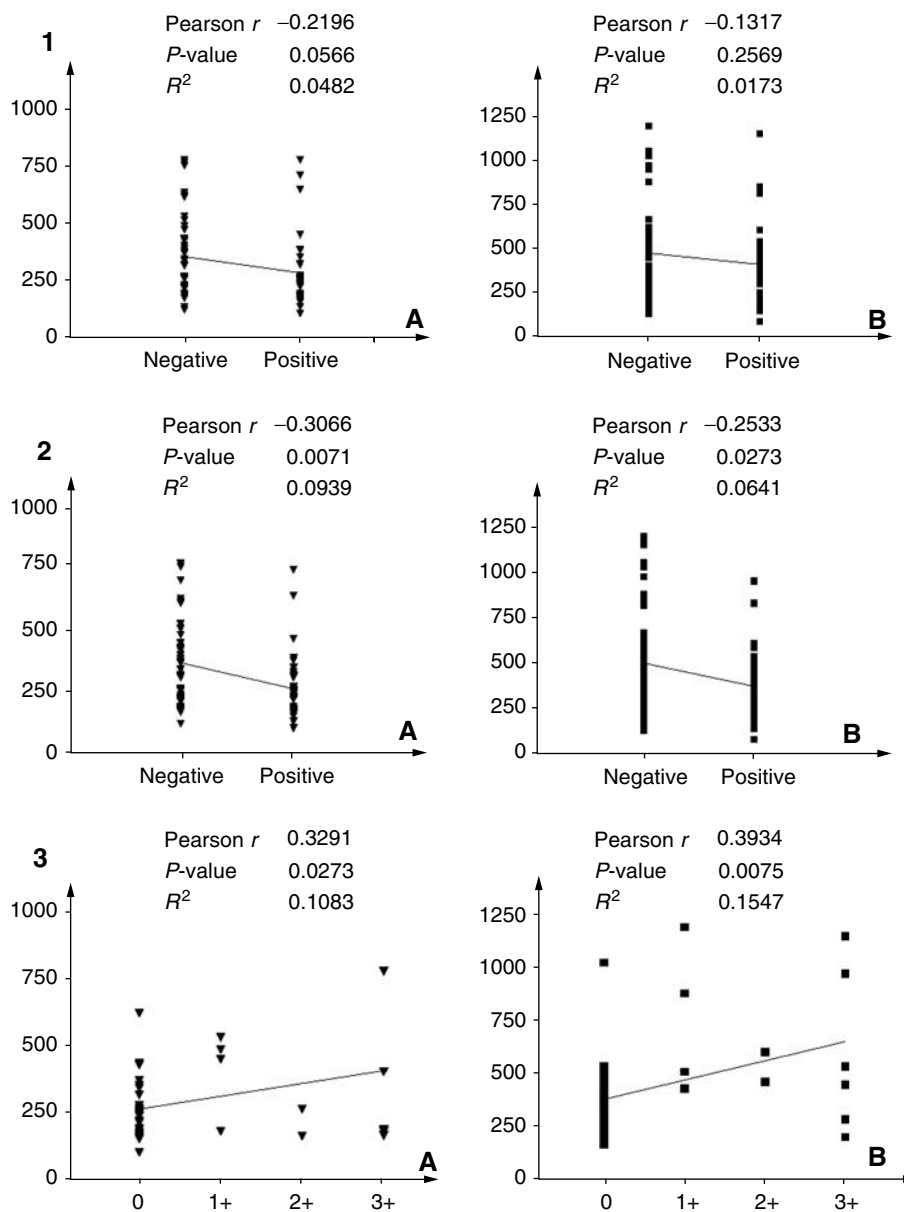 1
Pearson r −0.2196
P-value 0.0566
R² 0.0482
1000
750
500
250
0
Negative Positive
A
Pearson r −0.1317
P-value 0.2569
R² 0.0173
1250
1000
750
500
250
0
Negative Positive
B
2
Pearson r −0.3066
P-value 0.0071
R² 0.0939
1000
750
500
250
0
Negative Positive
A
Pearson r −0.2533
P-value 0.0273
R² 0.0641
1250
1000
750
500
250
0
Negative Positive
B
3
Pearson r 0.3291
P-value 0.0273
R² 0.1083
1000
750
500
250
0
0 1+ 2+ 3+
A
Pearson r 0.3934
P-value 0.0075
R² 0.1547
1250
1000
750
500
250
0
0 1+ 2+ 3+
B